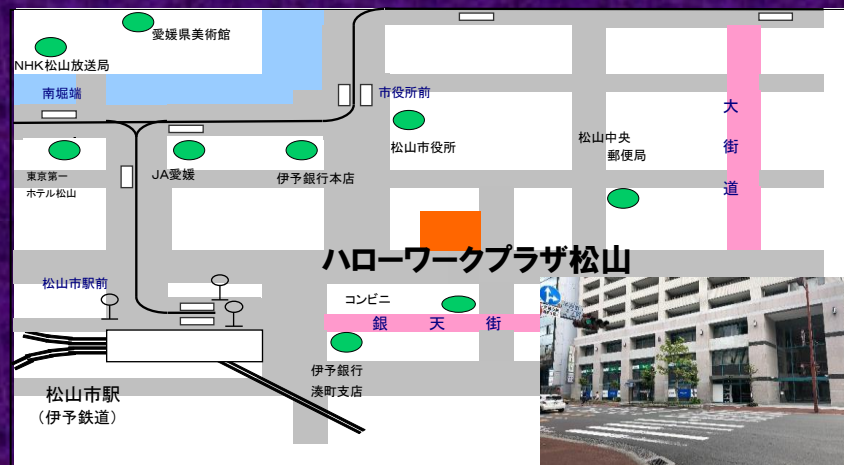 愛媛県美術館
NHK松山放送局
南堀端
市役所前
大
街
道
松山市役所
松山中央
郵便局
東京第一
ホテル松山
JA愛媛
伊予銀行本店
ハローワークプラザ松山
松山市駅前
コンビニ
銀天街
伊予銀行
湊町支店
松山市駅
（伊予鉄道）